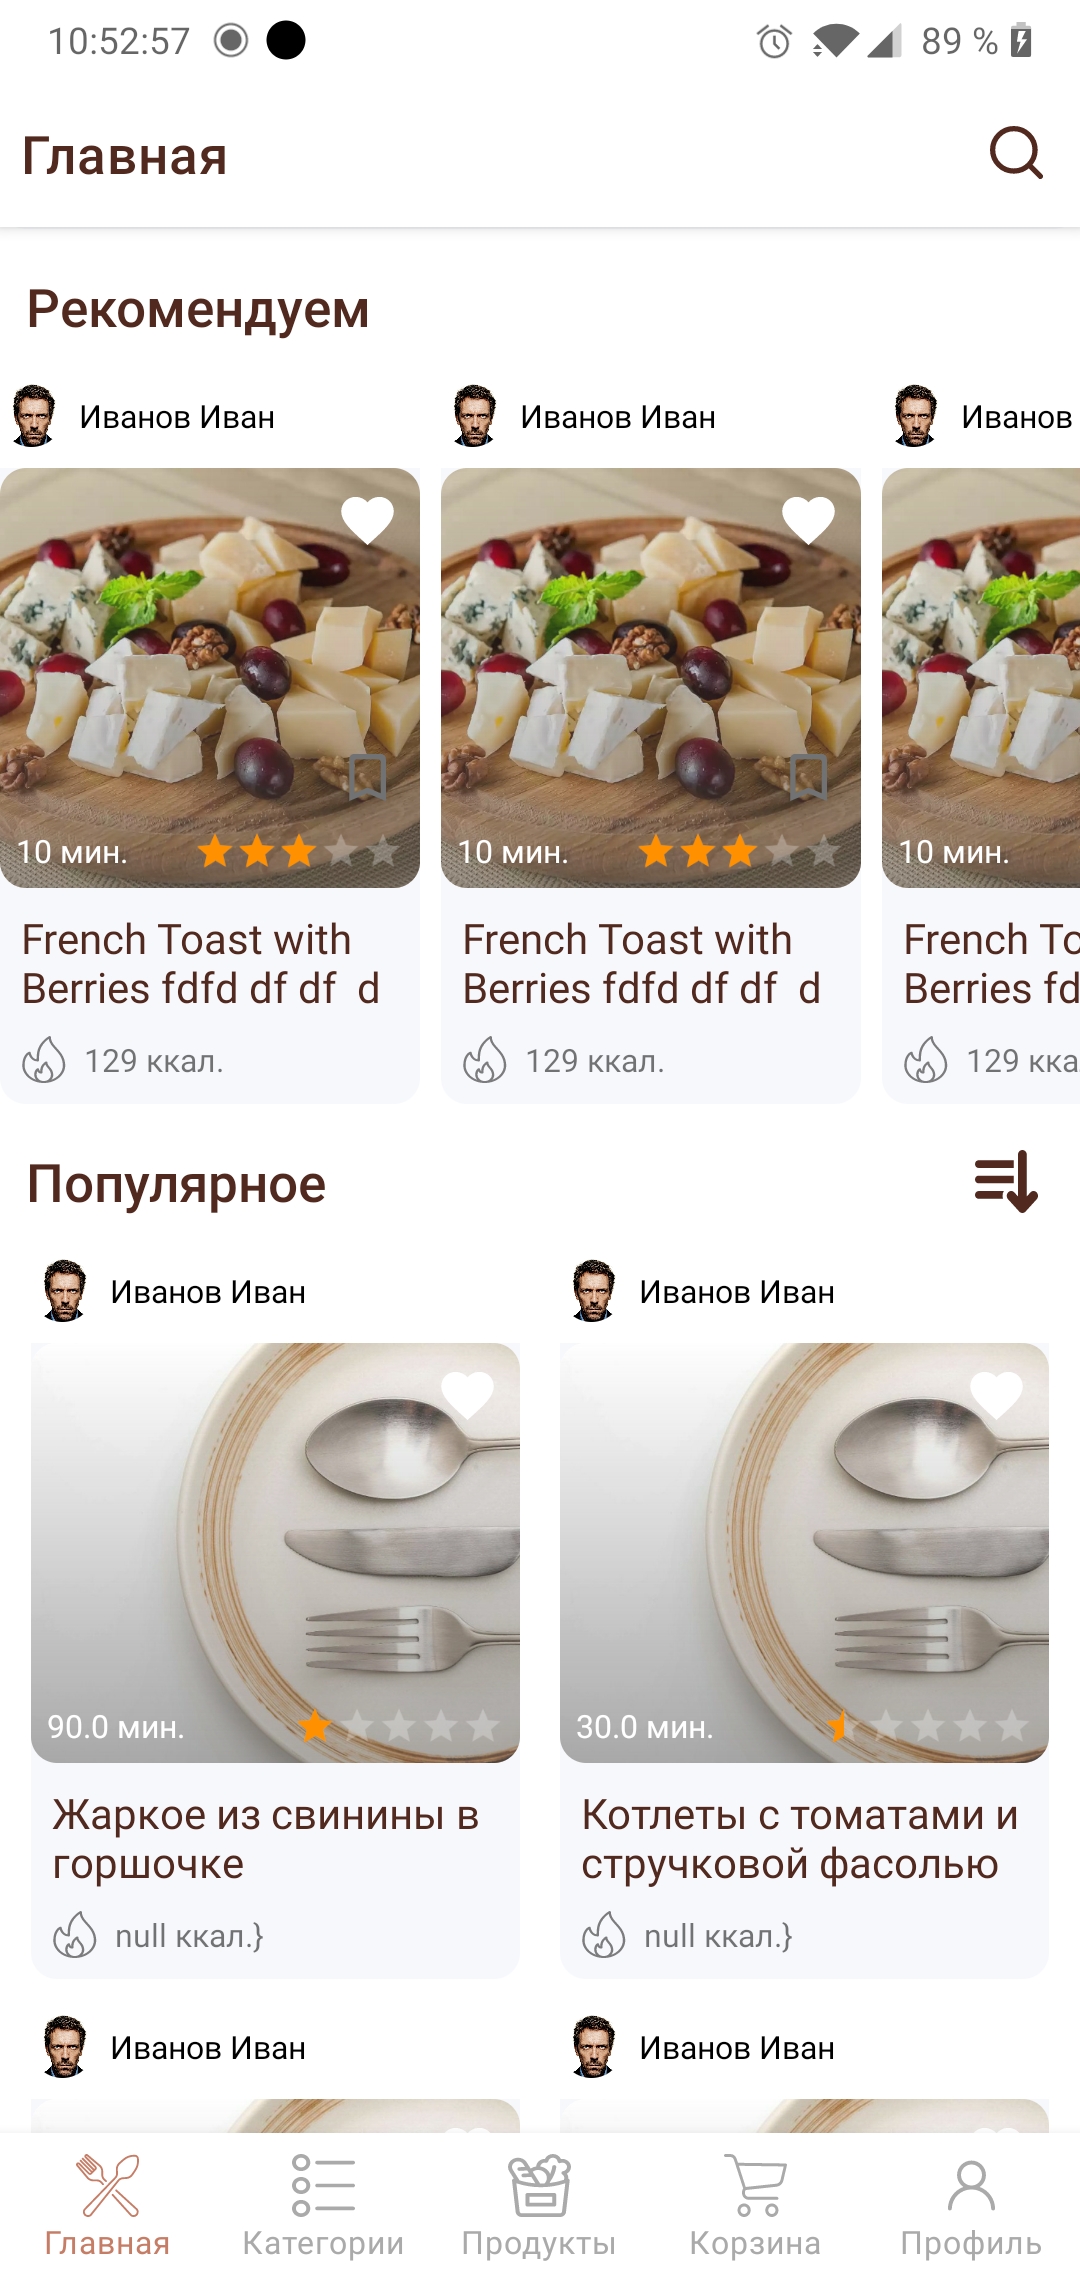 10:52:57 89 %
Главная
Рекомендуем
Иванов Иван Иванов Иван Иванов
10 мин. 10 мин. 10 мин.
French Toast with French Toast with French To
Berries fdfd df df d Berries fdfd df df d Berries fd
129 ккал. 129 ккал. 129 кка
Популярное
Иванов Иван Иванов Иван
90.0 мин. 30.0 мин.
Жаркое из свинины в Котлеты с томатами и
горшочке стручковой фасолью
null ккал.} null ккал.}
Иванов Иван Иванов Иван
Главная Категории Продукты Корзина Профиль